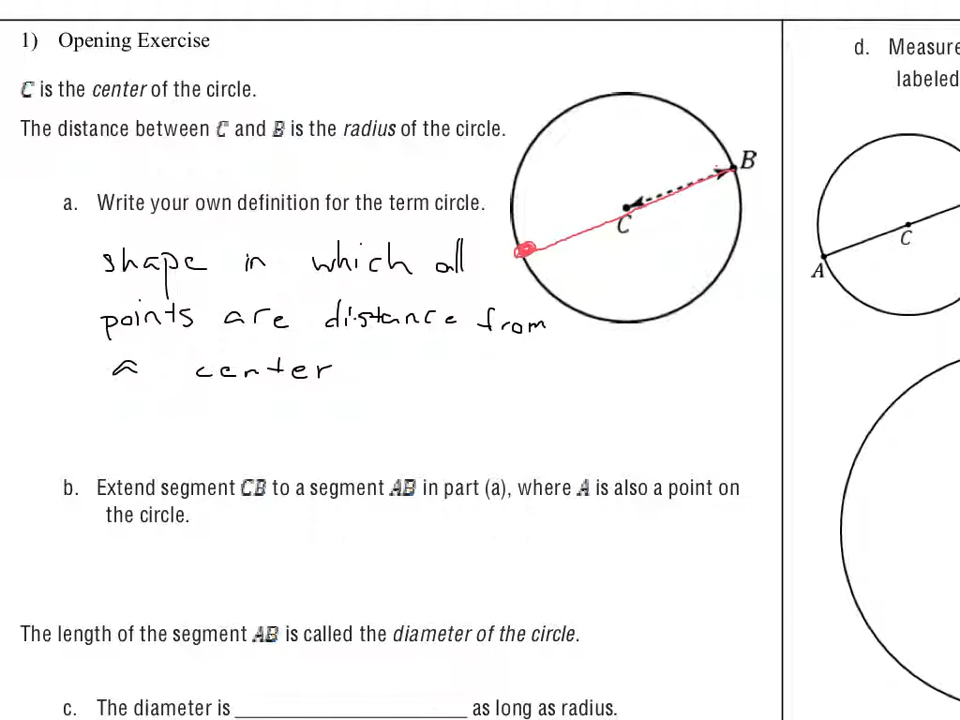 1) Opening Exercise
C is the center of the circle.
The distance between C and B is the radius of the circle.
a. Write your own definition for the term circle.
shape in which all
points are distance from
a center
b. Extend segment CB to a segment AB in part (a), where A is also a point on
the circle.
The length of the segment AB is called the diameter of the circle.
c. The diameter is ____________________ as long as radius.
B
C
d. Measure
labeled
C
A